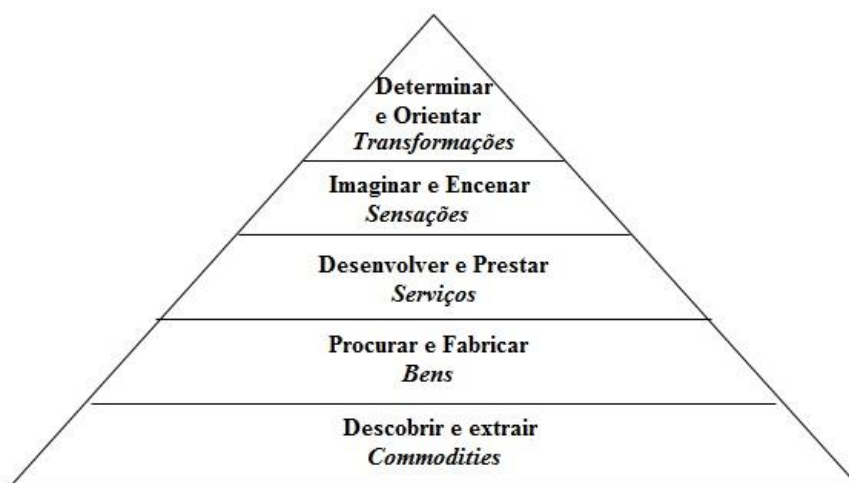 Determinar
e Orientar
Transformações
Imaginar e Encenar
Sensações
Desenvolver e Prestar
Serviços
Procurar e Fabricar
Bens
Descobrir e extrair
Commodities